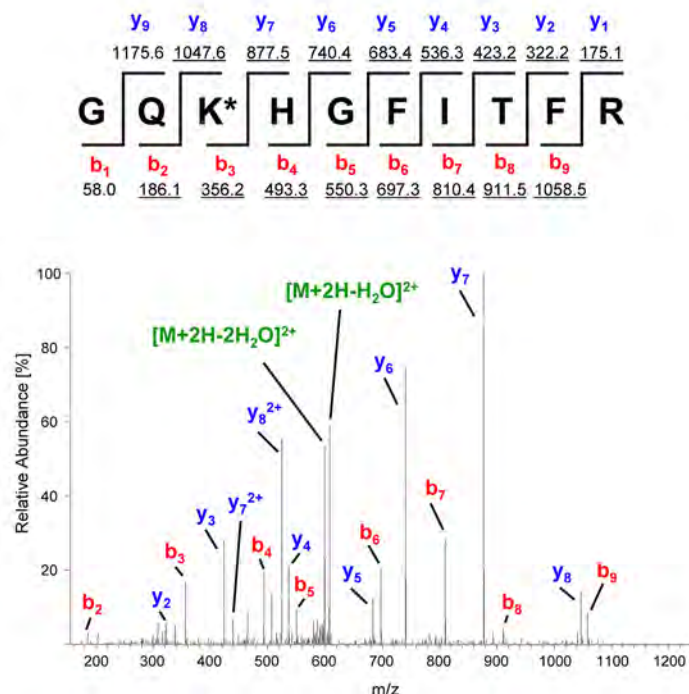 y9 y8 y7 y6 y5 y4 y3 y2 y1
1175.6 1047.6 877.5 740.4 683.4 536.3 423.2 322.2 175.1
G Q K* H G F I T F R
b1 b2 b3 b4 b5 b6 b7 b8 b9
58.0 186.1 356.2 493.3 550.3 697.3 810.4 911.5 1058.5
100
80
60
40
20
Relative Abundance [%]
[M+2H-H2O]2+
y7
[M+2H-2H2O]2+
y6
y82+
b7
y3
y72+
b6
b3
b4
y4
y5
y8
b9
b2
y2
b5
b8
200 400 500 600 700 800 900 1000 1100 1200
300
m/z